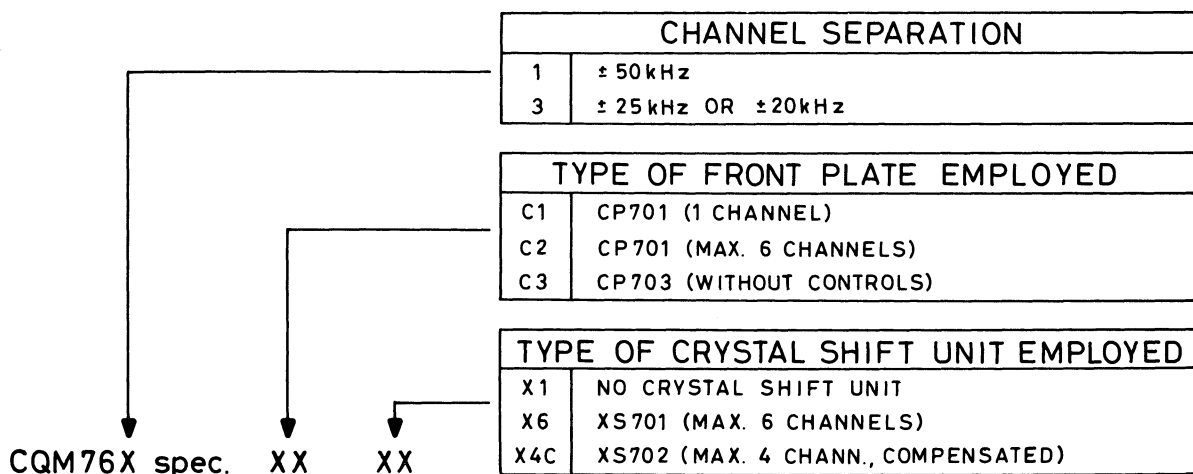 CHANNEL SEPARATION
1 ± 50kHz
3 ± 25kHz OR ±20kHz
TYPE OF FRONT PLATE EMPLOYED
C1 CP701 (1 CHANNEL)
C2 CP701 (MAX. 6 CHANNELS)
C3 CP703 (WITHOUT CONTROLS)
TYPE OF CRYSTAL SHIFT UNIT EMPLOYED
X1 NO CRYSTAL SHIFT UNIT
X6 XS701 (MAX. 6 CHANNELS)
X4C XS702 (MAX. 4 CHANN., COMPENSATED)
CQM76X spec. XX XX